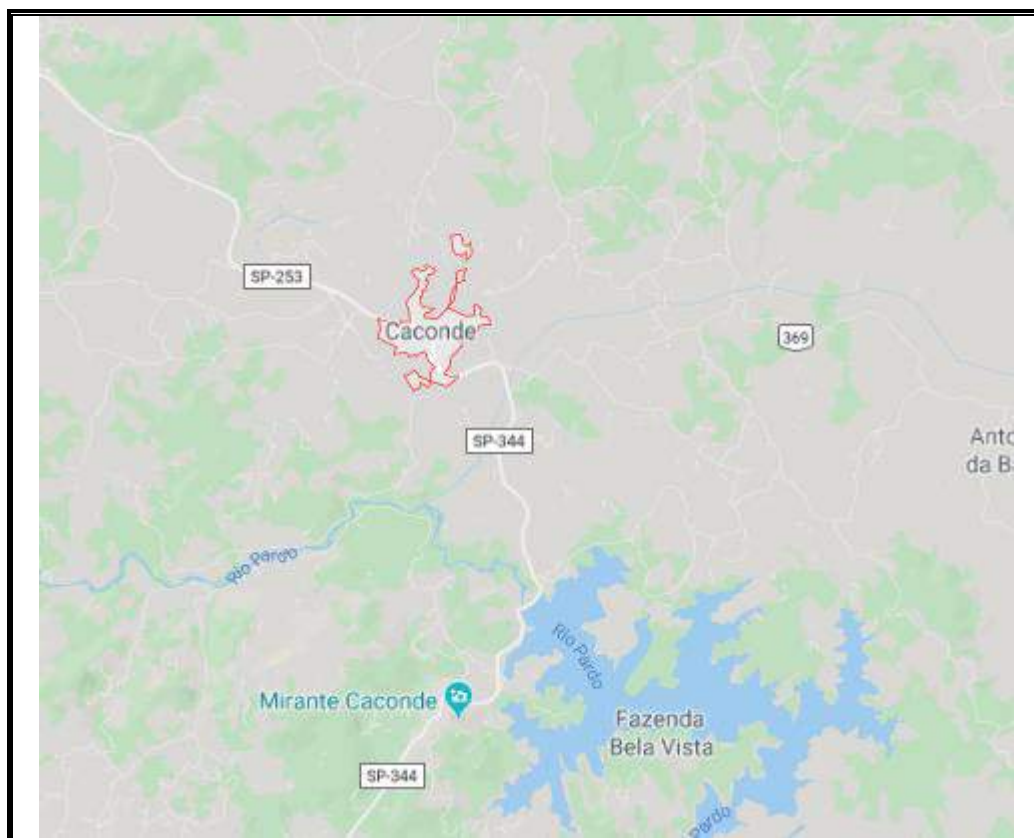 SP-253
Caconde
369
SP-344
Anto
da B
Rio Pardo
Rio Pardo
Mirante Caconde
Fazenda
Bela Vista
SP-344
Pardo